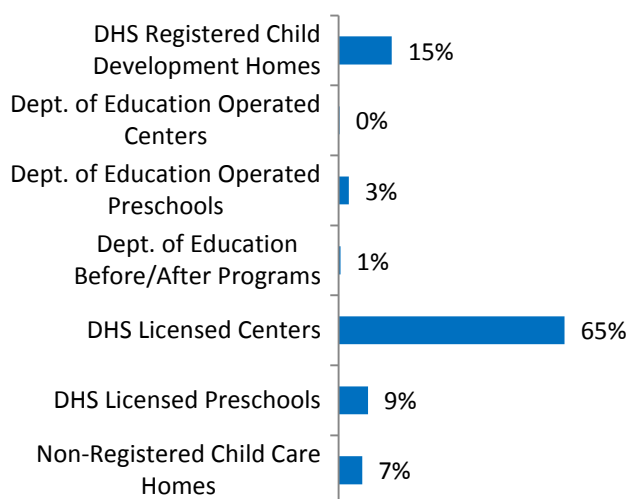 DHS Registered Child
Development Homes
15%
Dept. of Education Operated
Centers
0%
Dept. of Education Operated
Preschools
3%
Dept. of Education
Before/After Programs
1%
DHS Licensed Centers
65%
DHS Licensed Preschools
9%
Non-Registered Child Care
Homes
7%